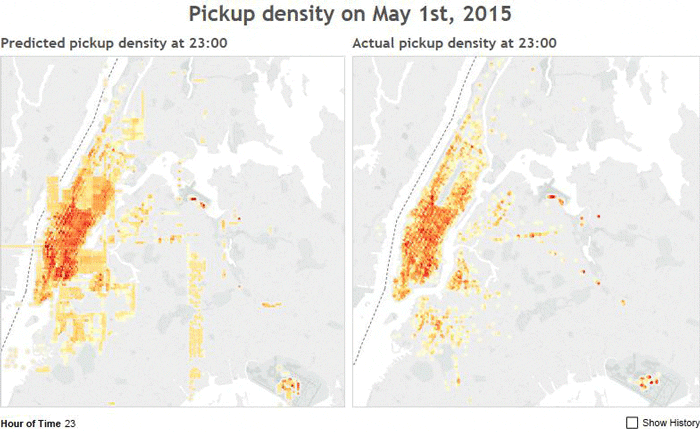 Pickup density on May 1st, 2015
Predicted pickup density at 23:00
Actual pickup density at 23:00
Hour of Time 23
Show History